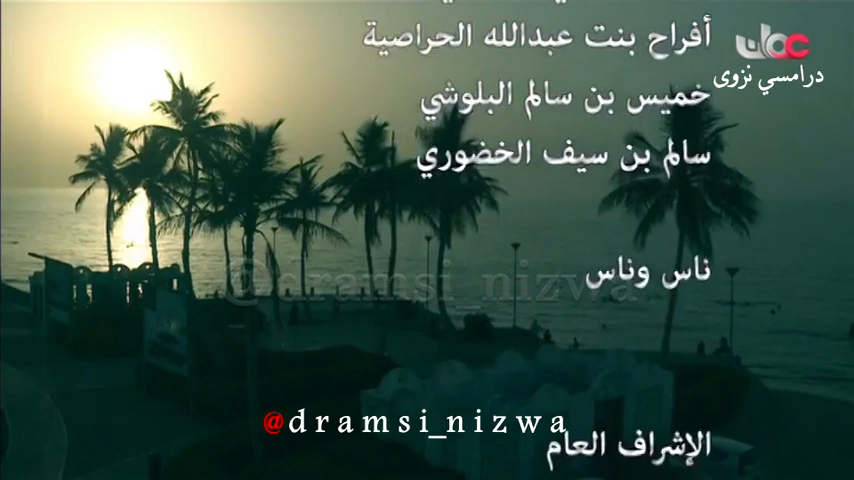 أفراح بنت عبدالله الحراصية
عمان
درامسي نزوى
خميس بن سالم البلوشي
سالم بن سيف الخضوري
ناس وناس
@dramsi_nizwa
@dramsi_nizwa
الإشراف العام